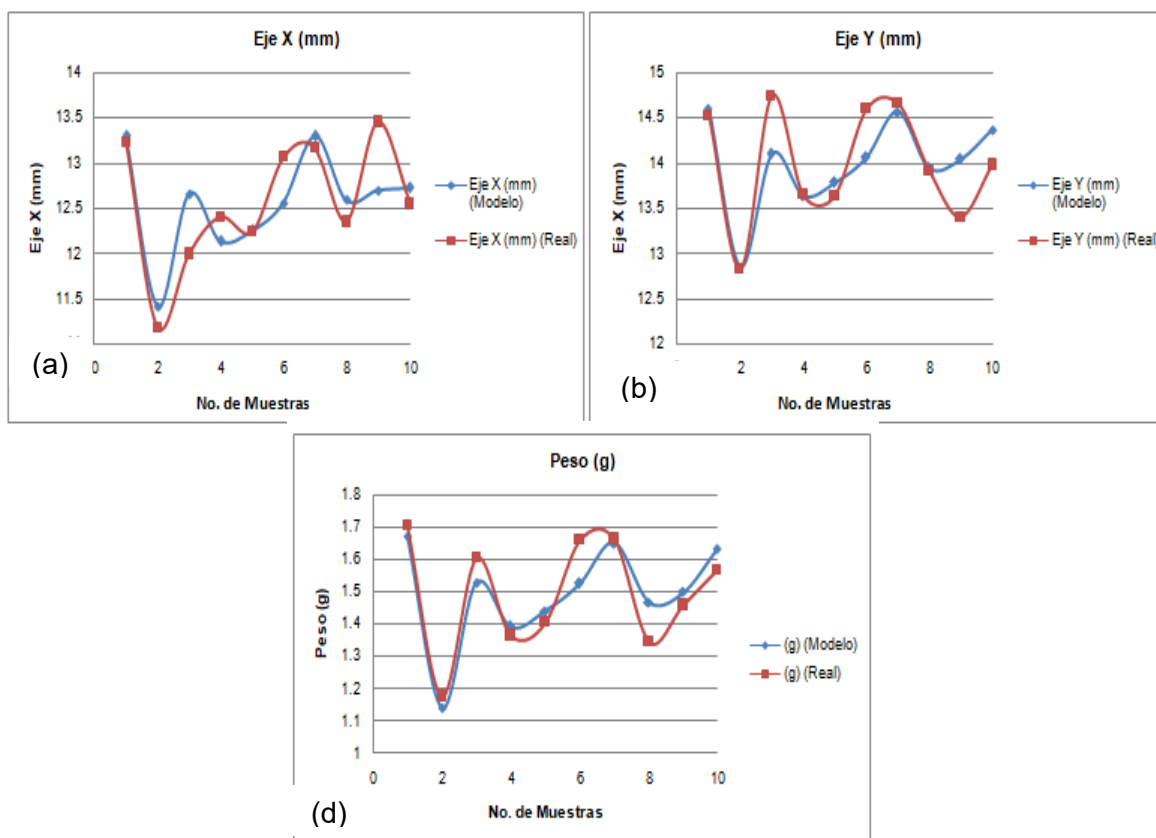 Eje X (mm)
14
13.5
13
12.5
12
11.5
Eje X (mm)
0 2 4 6 8 10
No. de Muestras
Eje X (mm)
(Modelo)
Eje X (mm) (Real)
(a)
Eje Y (mm)
15
14.5
14
13.5
13
12.5
12
Eje X (mm)
2 4 6 8 10
No. de Muestras
Eje Y (mm)
(Modelo)
Eje Y (mm) (Real)
(b)
Peso (g)
1.8
1.7
1.6
1.5
1.4
1.3
1.2
1.1
1
Peso (g)
0 2 4 6 8 10
No. de Muestras
(g) (Modelo)
(g) (Real)
(d)